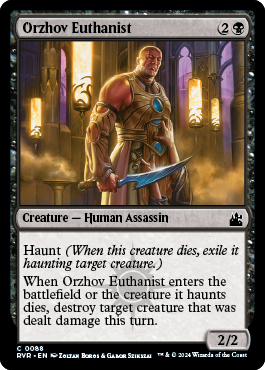 Orzhov Euthanist 2
Creature — Human Assassin
Haunt (When this creature dies, exile it
haunting target creature.)
When Orzhov Euthanist enters the
battlefield or the creature it haunts
dies, destroy target creature that
was dealt damage this turn.
2/2
C 0088
RVR • EN Zoltan Boros & Gabor Szikszai
™ & © 2024 Wizards of the Coast